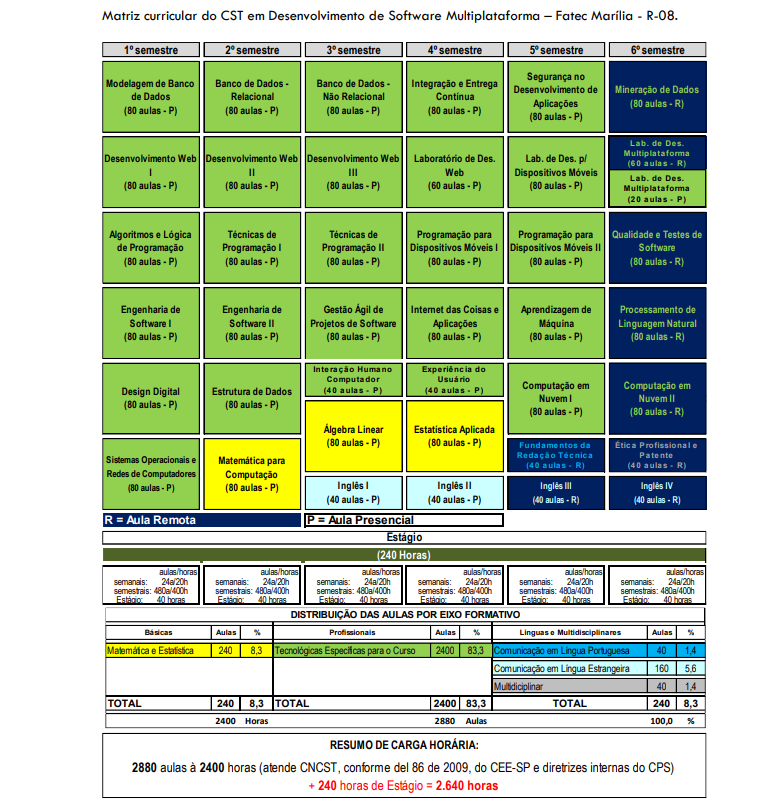 Matriz curricular do CST em Desenvolvimento de Software Multiplataforma – Fatec Marília - R-08.
1º semestre 2º semestre 3º semestre 4º semestre 5º semestre 6º semestre
Modelagem de Banco
de Dados
(80 aulas - P)
Banco de Dados -
Relacional
(80 aulas - P)
Banco de Dados -
Não Relacional
(80 aulas - P)
Integração e Entrega
Contínua
(80 aulas - P)
Segurança no
Desenvolvimento de
Aplicações
(80 aulas - P)
Mineração de Dados
(80 aulas - R)
Desenvolvimento Web
I
(80 aulas - P)
Desenvolvimento Web
II
(80 aulas - P)
Desenvolvimento Web
III
(80 aulas - P)
Laboratório de Des.
Web
(60 aulas - P)
Lab. de Des. p/
Dispositivos Móveis
(80 aulas - P)
Lab. de Des.
Multiplataforma
(60 aulas - R)
Lab. de Des.
Multiplataforma
(20 aulas - P)
Algoritmos e Lógica
de Programação
(80 aulas - P)
Técnicas de
Programação I
(80 aulas - P)
Técnicas de
Programação II
(80 aulas - P)
Programação para
Dispositivos Móveis I
(80 aulas - P)
Programação para
Dispositivos Móveis II
(80 aulas - P)
Qualidade e Testes de
Software
(80 aulas - R)
Engenharia de
Software I
(80 aulas - P)
Engenharia de
Software II
(80 aulas - P)
Gestão Ágil de
Projetos de Software
(80 aulas - P)
Internet das Coisas e
Aplicações
(80 aulas - P)
Aprendizagem de
Máquina
(80 aulas - P)
Processamento de
Linguagem Natural
(80 aulas - R)
Design Digital
(80 aulas - P)
Estrutura de Dados
(80 aulas - P)
Interação Humano
Computador
(40 aulas - P)
Experiência do
Usuário
(40 aulas - P)
Computação em
Nuvem I
(80 aulas - P)
Computação em
Nuvem II
(80 aulas - R)
Álgebra Linear
(80 aulas - P)
Estatística Aplicada
(80 aulas - P)
Sistemas Operacionais e
Redes de Computadores
(80 aulas - P)
Matemática para
Computação
(80 aulas - P)
Fundamentos da
Redação Técnica
(40 aulas - R)
Ética Profissional e
Patente
(40 aulas - R)
Inglês I
(40 aulas - P)
Inglês II
(40 aulas - P)
Inglês III
(40 aulas - R)
Inglês IV
(40 aulas - R)
R = Aula Remota P = Aula Presencial
Estágio
(240 Horas)
aulas/horas aulas/horas aulas/horas aulas/horas aulas/horas aulas/horas
semanais: 24a/20h semanais: 24a/20h semanais: 24a/20h semanais: 24a/20h semanais: 24a/20h semanais: 24a/20h
semestrais: 480a/400h semestrais: 480a/400h semestrais: 480a/400h semestrais: 480a/400h semestrais: 480a/400h semestrais: 480a/400h
Estágio: 40 horas Estágio: 40 horas Estágio: 40 horas Estágio: 40 horas Estágio: 40 horas Estágio: 40 horas
DISTRIBUIÇÃO DAS AULAS POR EIXO FORMATIVO
Básicas Aulas % Profissionais Aulas % Línguas e Multidisciplinares Aulas %
Matemática e Estatística 240 8,3 Tecnológicas Específicas para o Curso 2400 83,3 Comunicação em Língua Portuguesa 40 1,4
Comunicação em Língua Estrangeira 160 5,6
Multidiciplinar 40 1,4
TOTAL 240 8,3 TOTAL 2400 83,3 TOTAL 240 8,3
2400 Horas 2880 Aulas 100,0 %
RESUMO DE CARGA HORÁRIA:
2880 aulas à 2400 horas (atende CNCST, conforme del 86 de 2009, do CEE-SP e diretrizes internas do CPS)
+ 240 horas de Estágio = 2.640 horas